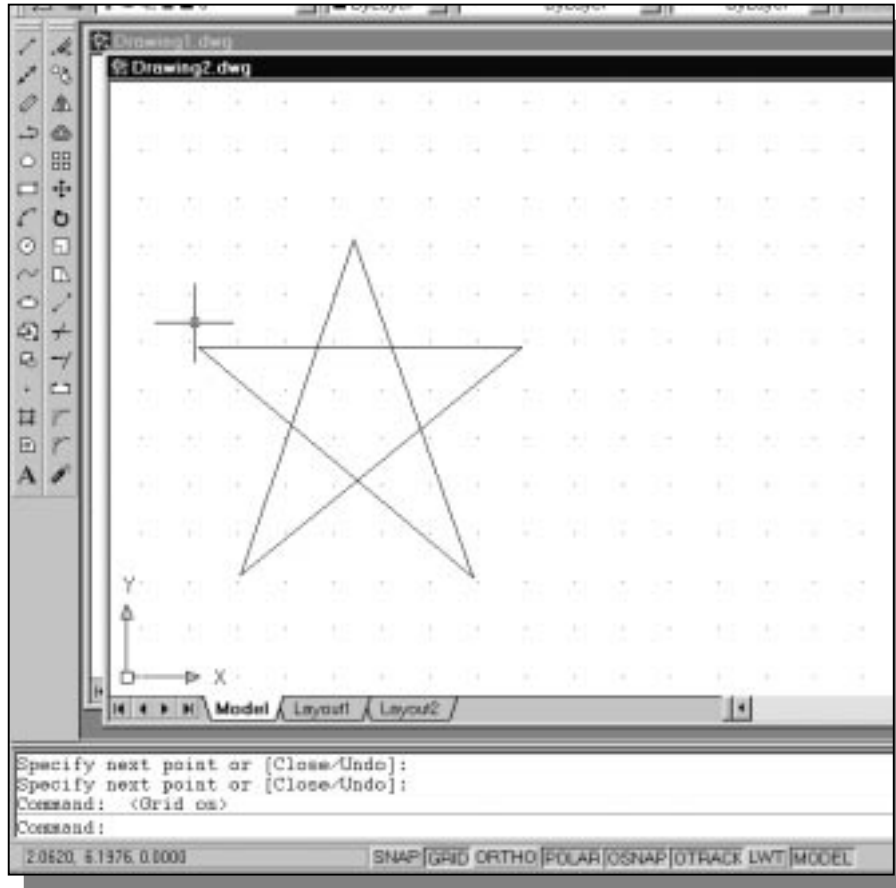 Drawing1.dwg
Drawing2.dwg
Y
X
Model Layout1 Layout2
Specify next point or [Close/Undo]:
Specify next point or [Close/Undo]:
Command: <Grid on>
Command:
2.0620, 6.1976, 0.0000 SNAP GRID ORTHO POLAR OSNAP OTRACK LWT MODEL